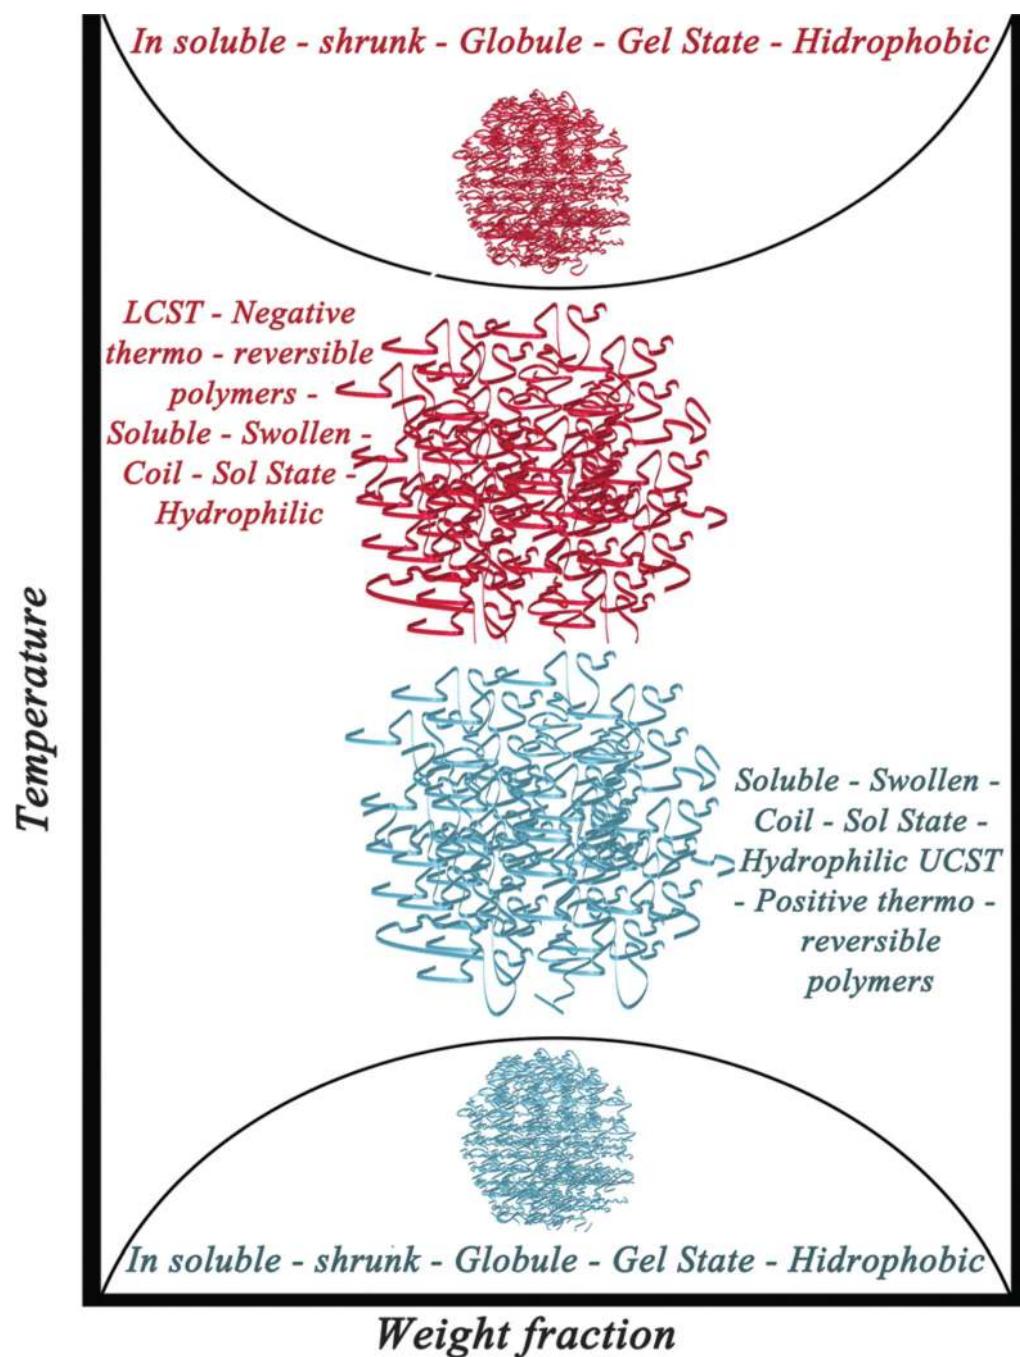 In soluble - shrunk - Globule - Gel State - Hidrophobic
LCST - Negative
thermo - reversible
polymers -
Soluble - Swollen -
Coil - Sol State -
Hydrophilic
Temperature
Soluble - Swollen -
Coil - Sol State -
Hydrophilic UCST
- Positive thermo -
reversible
polymers
In soluble - shrunk - Globule - Gel State - Hidrophobic
Weight fraction